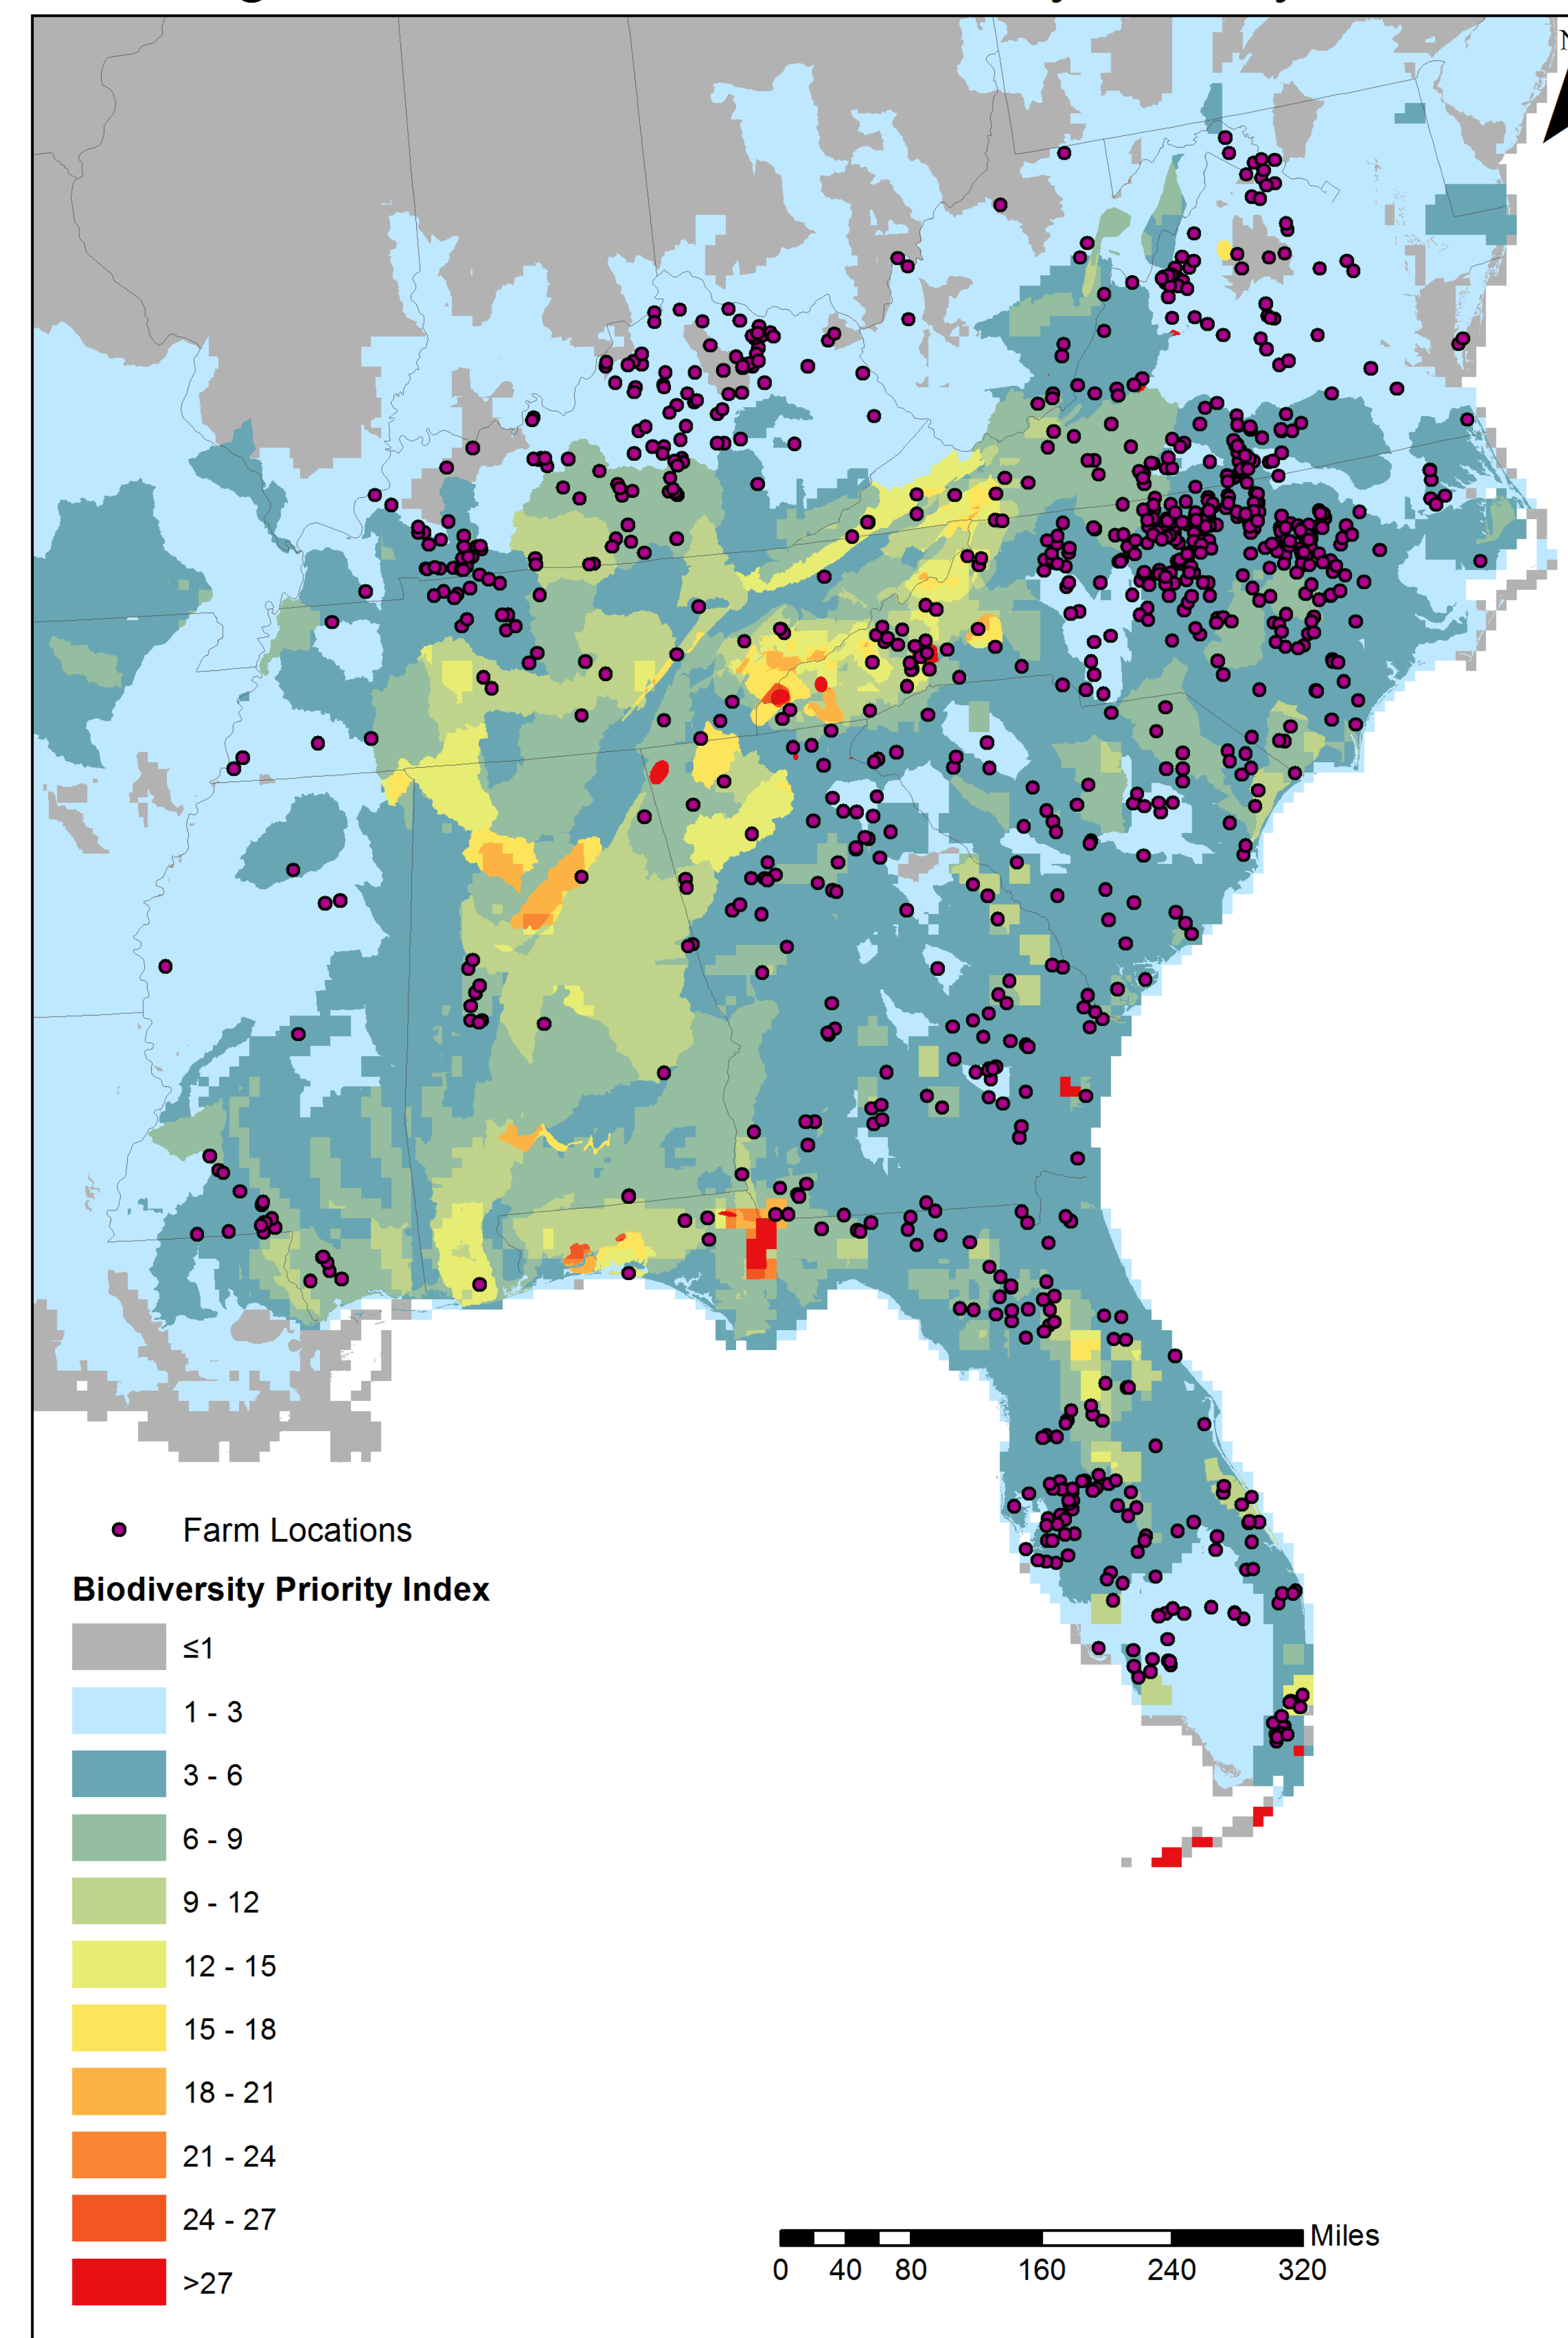 Farm Locations
Biodiversity Priority Index
≤1
1 - 3
3 - 6
6 - 9
9 - 12
12 - 15
15 - 18
18 - 21
21 - 24
24 - 27
>27
Miles
0 40 80 160 240 320